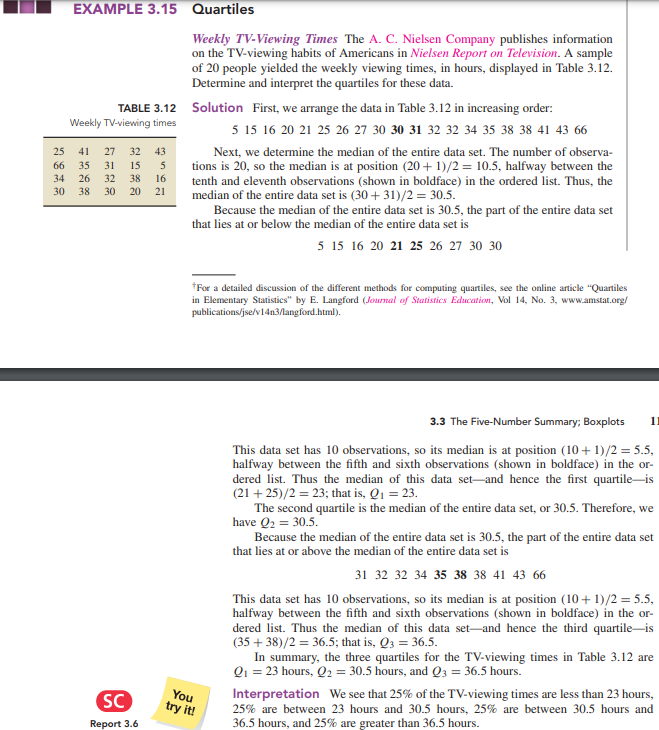 EXAMPLE 3.15 Quartiles
Weekly TV-Viewing Times The A. C. Nielsen Company publishes information
on the TV-viewing habits of Americans in Nielsen Report on Television. A sample
of 20 people yielded the weekly viewing times, in hours, displayed in Table 3.12.
Determine and interpret the quartiles for these data.
TABLE 3.12
Weekly TV-viewing times
25 41 27 32 43
66 35 31 15 5
34 26 32 38 16
30 38 30 20 21
Solution First, we arrange the data in Table 3.12 in increasing order:
5 15 16 20 21 25 26 27 30 30 31 32 32 34 35 38 38 41 43 66
Next, we determine the median of the entire data set. The number of observa-
tions is 20, so the median is at position (20 + 1)/2 = 10.5, halfway between the
tenth and eleventh observations (shown in boldface) in the ordered list. Thus, the
median of the entire data set is (30 + 31)/2 = 30.5.
Because the median of the entire data set is 30.5, the part of the entire data set
that lies at or below the median of the entire data set is
5 15 16 20 21 25 26 27 30 30
†For a detailed discussion of the different methods for computing quartiles, see the online article “Quartiles
in Elementary Statistics” by E. Langford (Journal of Statistics Education, Vol 14, No. 3, www.amstat.org/
publications/jse/v14n3/langford.html).
3.3 The Five-Number Summary; Boxplots
This data set has 10 observations, so its median is at position (10 + 1)/2 = 5.5,
halfway between the fifth and sixth observations (shown in boldface) in the or-
dered list. Thus the median of this data set—and hence the first quartile—is
(21 + 25)/2 = 23; that is, Q1 = 23.
The second quartile is the median of the entire data set, or 30.5. Therefore, we
have Q2 = 30.5.
Because the median of the entire data set is 30.5, the part of the entire data set
that lies at or above the median of the entire data set is
31 32 32 34 35 38 38 41 43 66
This data set has 10 observations, so its median is at position (10 + 1)/2 = 5.5,
halfway between the fifth and sixth observations (shown in boldface) in the or-
dered list. Thus the median of this data set—and hence the third quartile—is
(35 + 38)/2 = 36.5; that is, Q3 = 36.5.
In summary, the three quartiles for the TV-viewing times in Table 3.12 are
Q1 = 23 hours, Q2 = 30.5 hours, and Q3 = 36.5 hours.
SC
Report 3.6
You
try it!
Interpretation We see that 25% of the TV-viewing times are less than 23 hours,
25% are between 23 hours and 30.5 hours, 25% are between 30.5 hours and
36.5 hours, and 25% are greater than 36.5 hours.